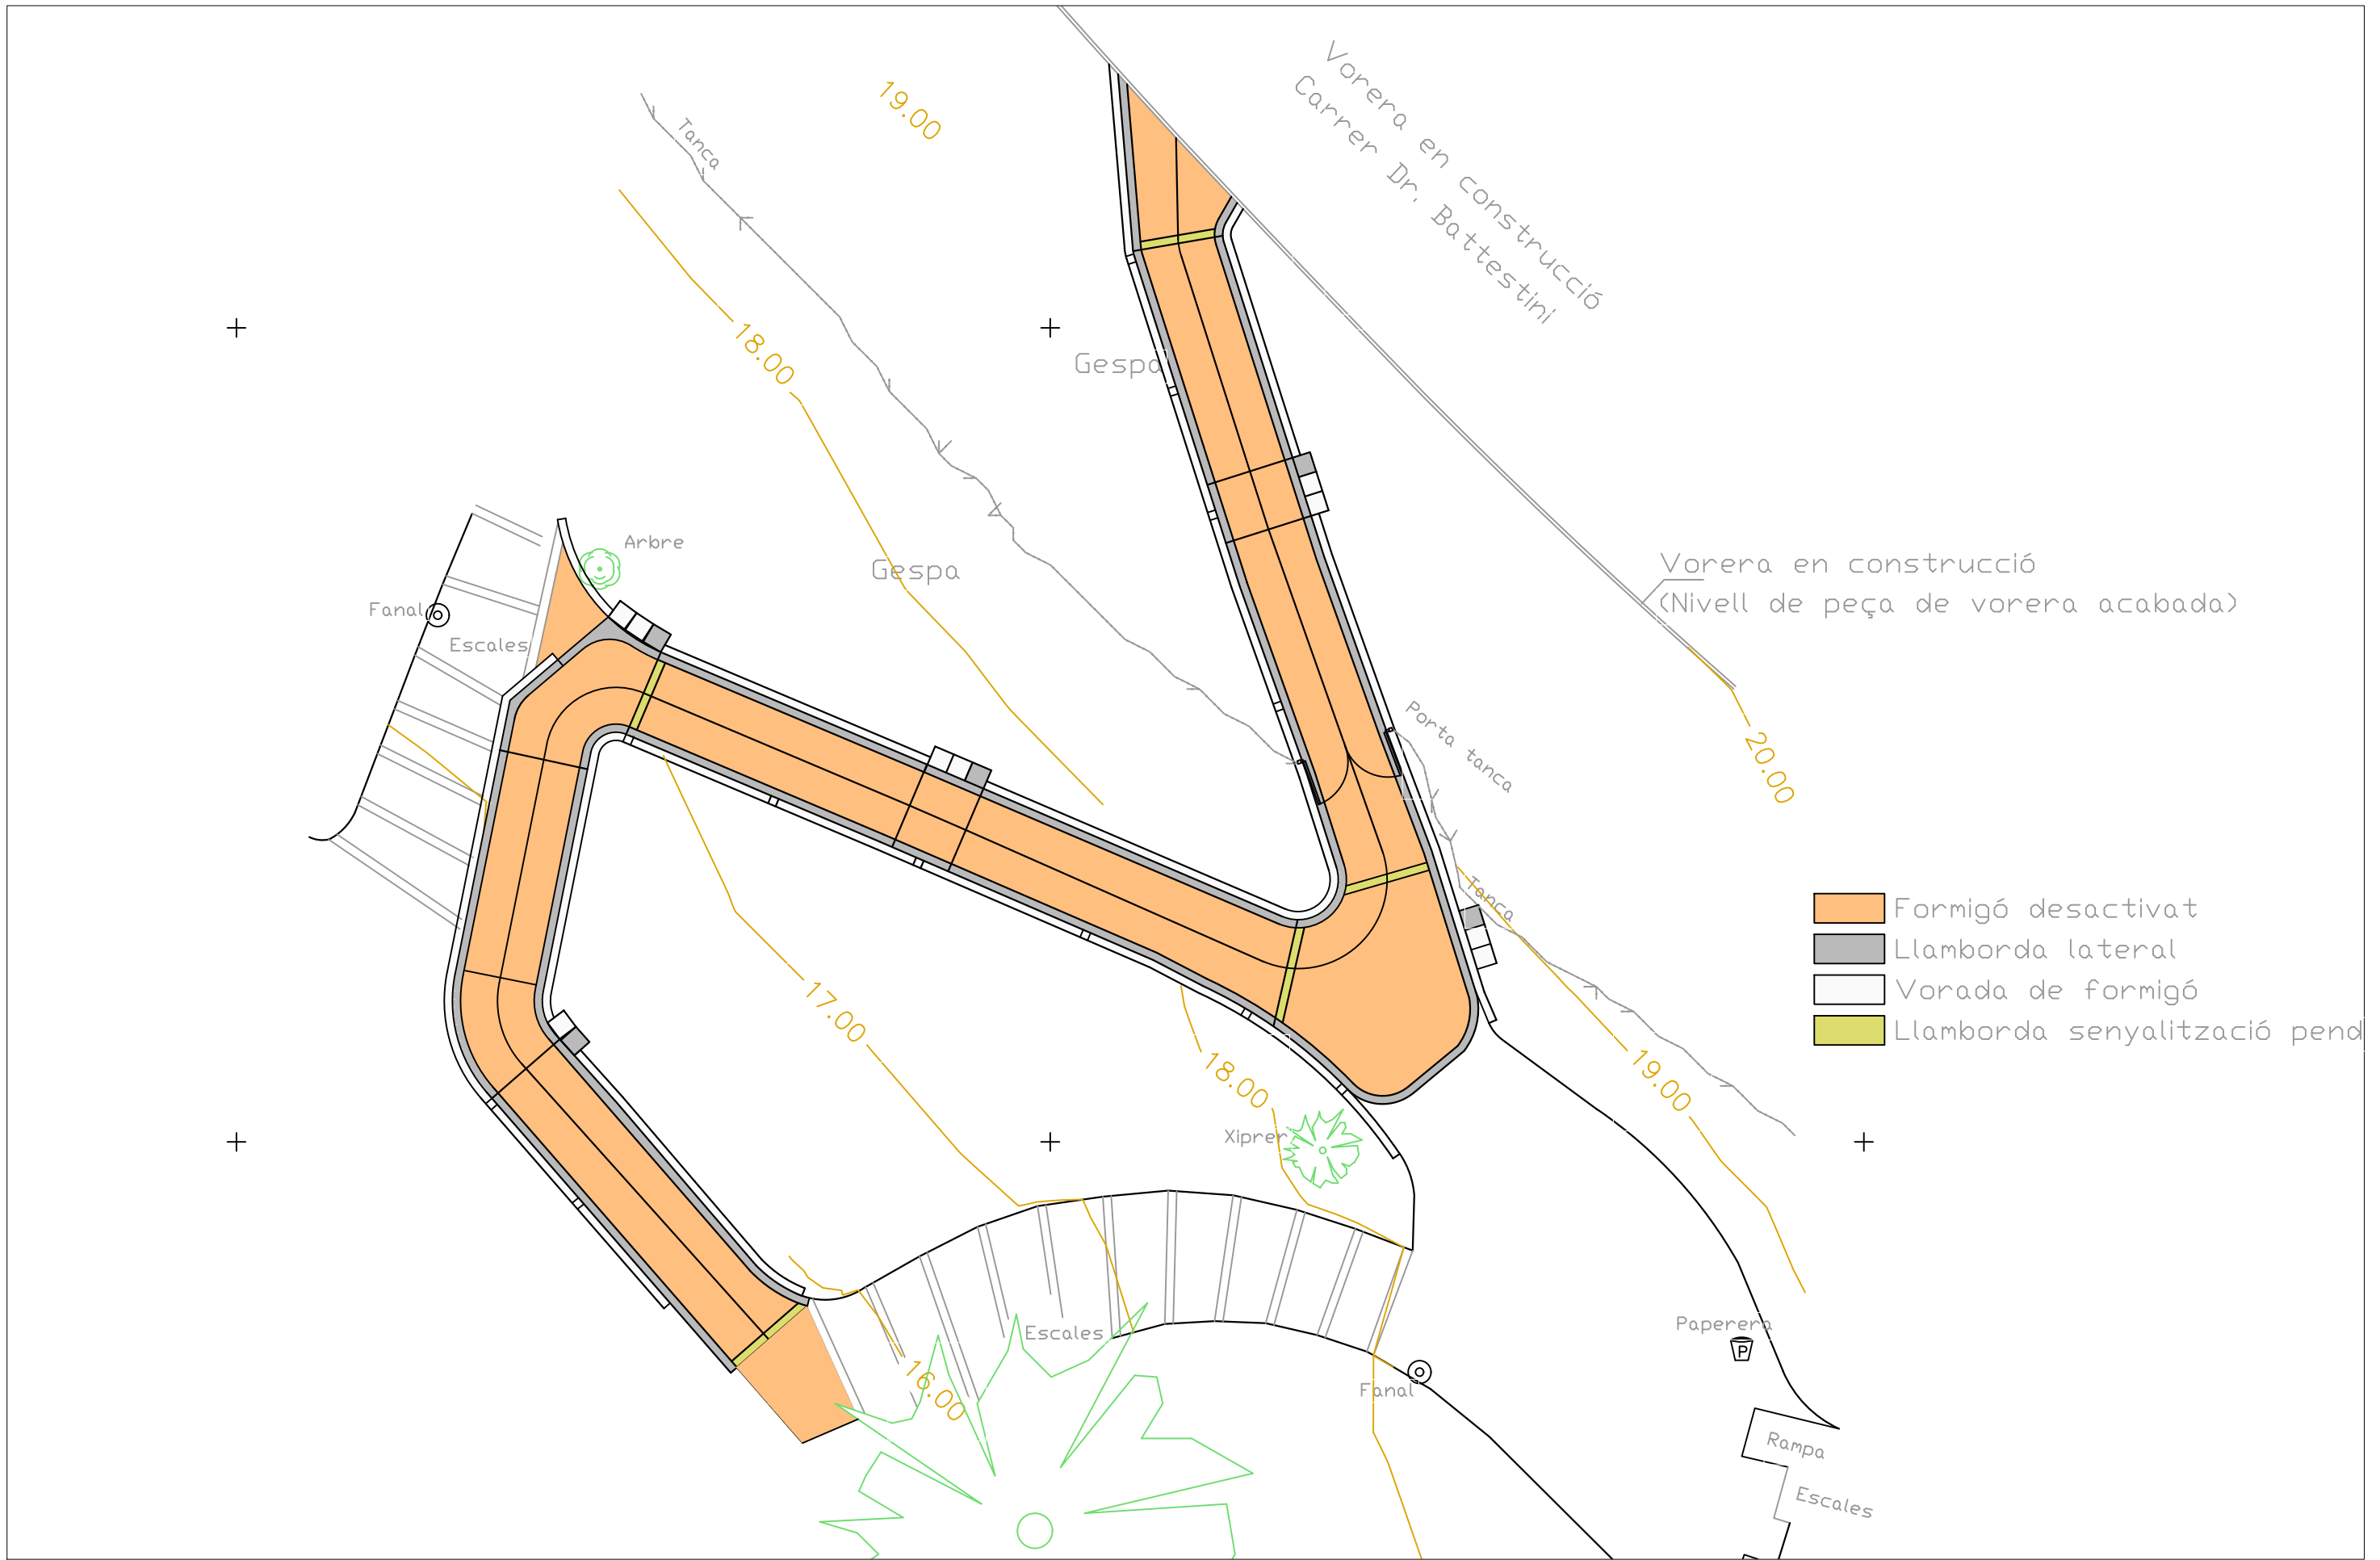 Vorera en construcció
Carrer Dr. Battestini
19.00
Tanca
18.00
Gespa
Arbre
Gespa
Vorera en construcció
(Nivell de peça de vorera acabada)
Fanal
Escales
Porta tanca
20.00
Tanca
Formigó desactivat
Llamborda lateral
Vorada de formigó
Llamborda senyalització pend
17.00
18.00
19.00
Xiprer
Escales
Paperera
P
16.00
Fanal
Rampa
Escales